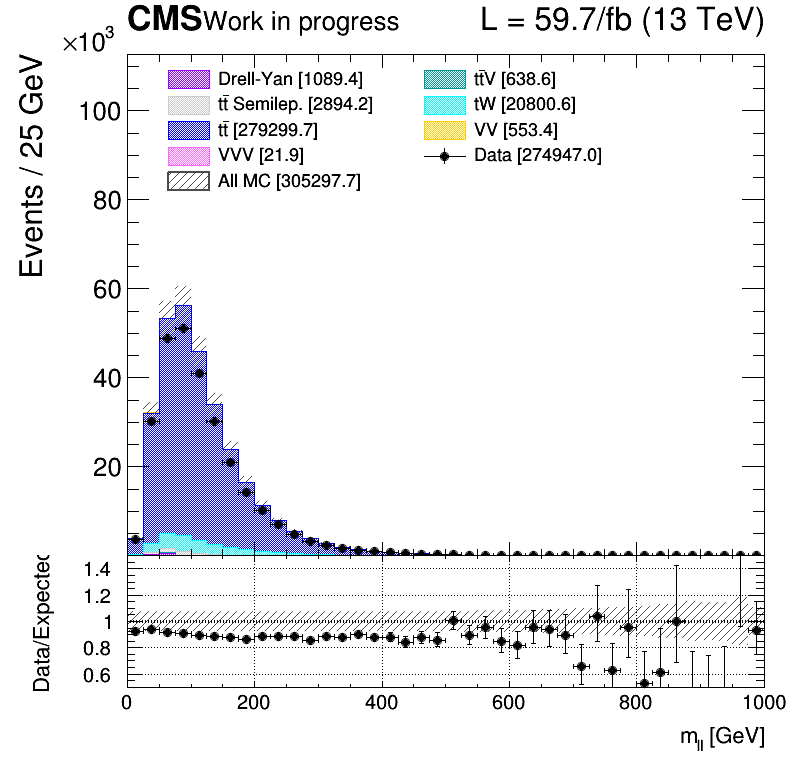 CMS Work in progress L = 59.7/fb (13 TeV)
×10³
Events / 25 GeV
Drell-Yan [1089.4]
tt̄ Semilep. [2894.2]
tt̄ [279299.7]
VVV [21.9]
All MC [305297.7]
tt̄V [638.6]
tW [20800.6]
VV [553.4]
Data [274947.0]
100
80
60
40
20
Data/Expected
1.4
1.2
1
0.8
0.6
0 200 400 600 800 1000
m_ll [GeV]